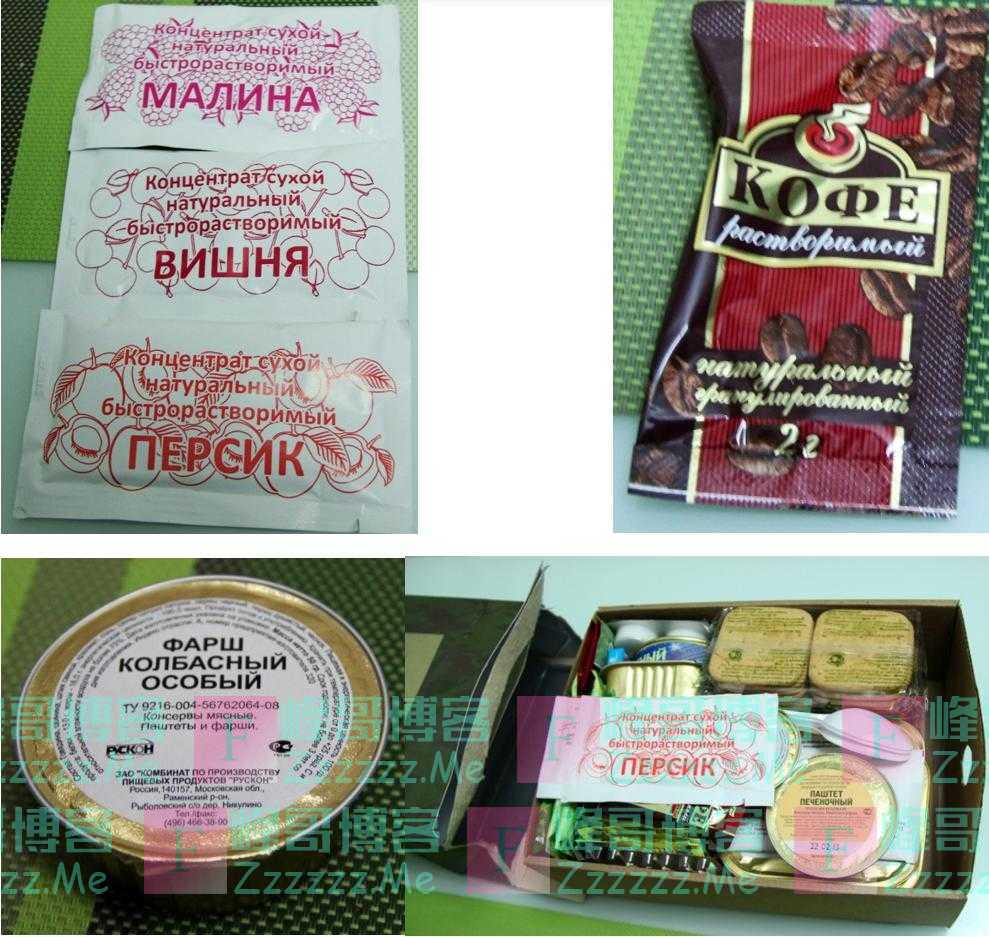 Концентрат сухой
натуральный
быстрорастворимый
МАЛИНА
Концентрат сухой
натуральный
быстрорастворимый
ВИШНЯ
Концентрат сухой
натуральный
быстрорастворимый
ПЕРСИК
КОФЕ
растворимый
натуральный
гранулированный
2г
ФАРШ
КОЛБАСНЫЙ
ОСОБЫЙ
ТУ 9216-004-56762064-08
Консервы мясные.
Паштеты и фарши.
РУСКОН
ЗАО "КОМБИНАТ ПО ПРОИЗВОДСТВУ
ПИЩЕВЫХ ПРОДУКТОВ "РУСКОН"
Россия,140157, Московская обл.,
Раменский р-он.
Рыболовский с/о дер. Никулино
Тел./факс:
(496) 466-38-90
Концентрат сухой
натуральный
быстрорастворимый
ПЕРСИК
ПАШТЕТ
ПЕЧЕНОЧНЫЙ
峰哥博客
F
Zzzzzz.Me